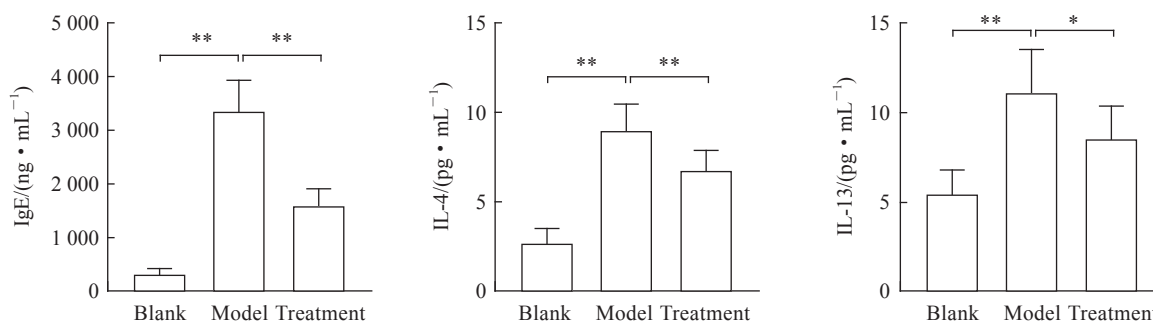 5 000
4 000
3 000
2 000
1 000
0
IgE/(ng • mL⁻¹)
** **
Blank Model Treatment
15
10
5
0
IL-4/(pg • mL⁻¹)
** **
Blank Model Treatment
15
10
5
0
IL-13/(pg • mL⁻¹)
** *
Blank Model Treatment